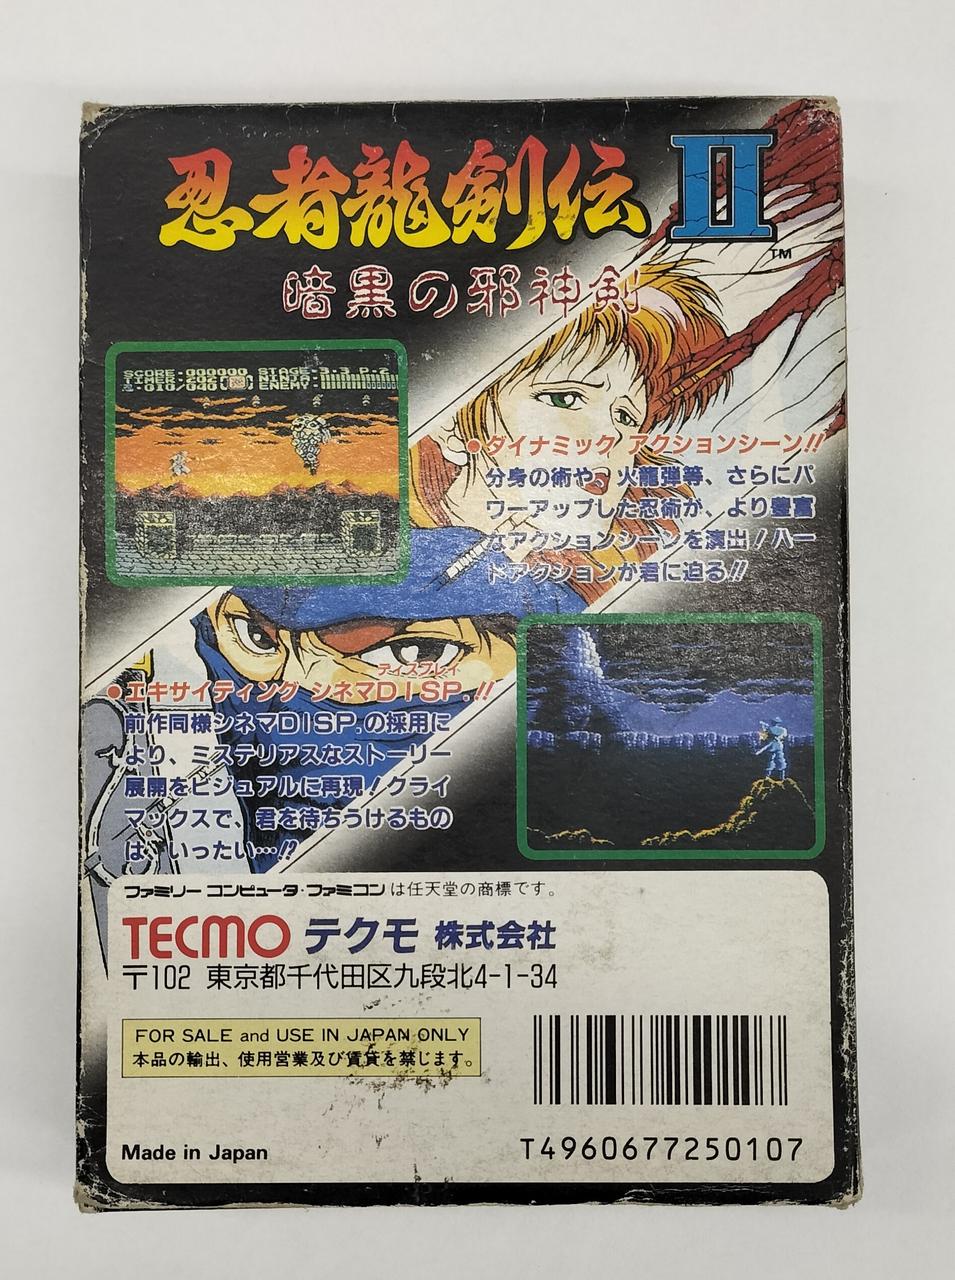 忍者龍剣伝 II
TM
暗黒の邪神剣
SCORE-000000 STAGE-3-3 P-2
ENEMY-
●ダイナミック アクションシーン!!
分身の術や、火龍弾等、さらにパ
ワーアップした忍術が、より豊富
なアクションシーンを演出!ハー
ドアクションが君に迫る!!
ディスプレイ
●エキサイティング シネマDISP.!!
前作同様シネマDISP.の採用に
より、ミステリアスなストーリー
展開をビジュアルに再現!クライ
マックスで、君を待ちうけるもの
は、いったい…!?
ファミリー コンピュータ・ファミコン は任天堂の商標です。
TECMO テクモ 株式会社
〒102 東京都千代田区九段北4-1-34
FOR SALE and USE IN JAPAN ONLY
本品の輸出、使用営業及び賃貸を禁じます。
Made in Japan
T4960677250107